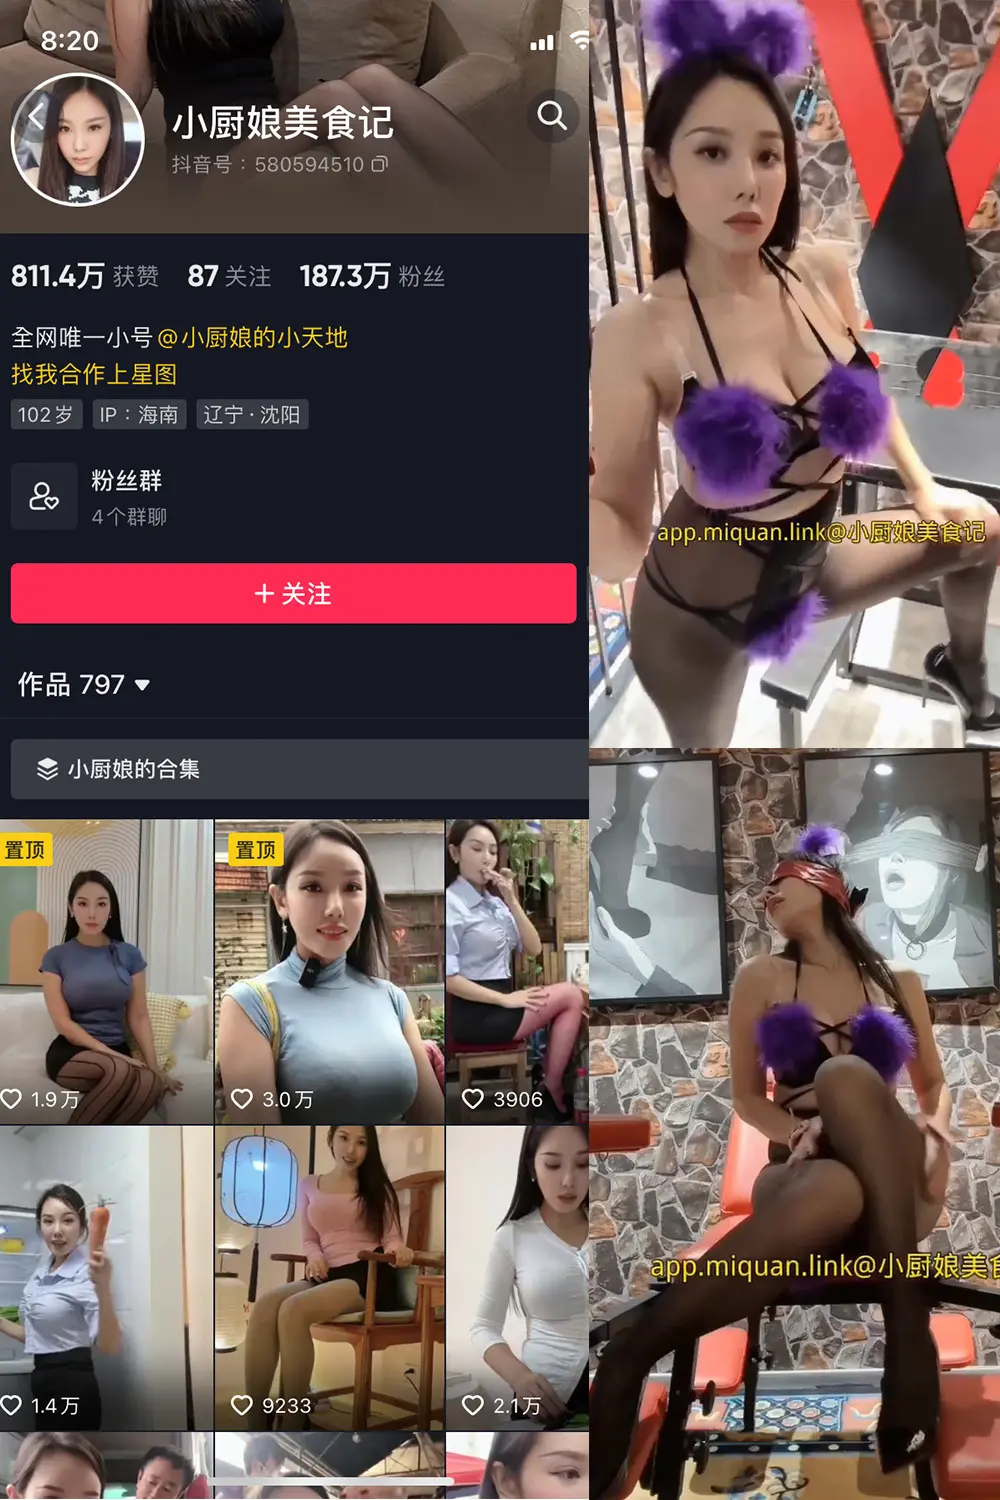 8:20
小厨娘美食记
抖音号：580594510
811.4万 获赞 87 关注 187.3万 粉丝
全网唯一小号@小厨娘的小天地
找我合作上星图
102岁 IP：海南 辽宁·沈阳
粉丝群
4个群聊
+ 关注
作品 797
小厨娘的合集
置顶
置顶
1.9万
3.0万
3906
1.4万
9233
2.1万
app.miquan.link@小厨娘美食记
app.miquan.link@小厨娘美食